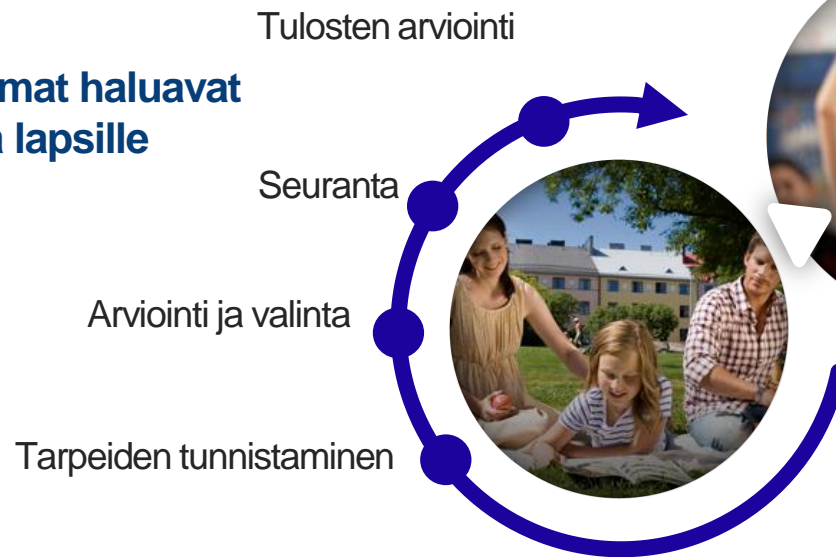 Tulosten arviointi
mat haluavat
lapsille
Seuranta
Arviointi ja valinta
Tarpeiden tunnistaminen